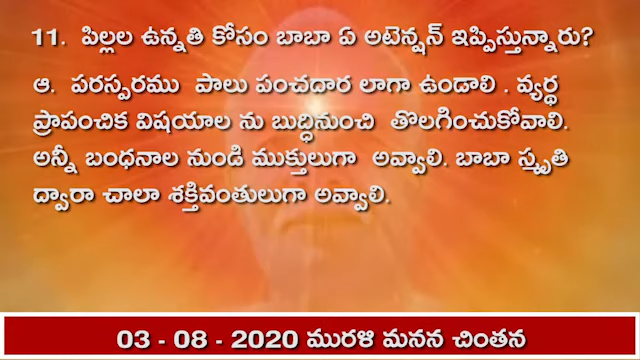 11. పిల్లల ఉన్నతి కోసం బాబా ఏ అటెన్షన్ ఇప్పిస్తున్నారు?
ఆ. పరస్పరము పాలు పంచదార లాగా ఉండాలి . వ్యర్థ
ప్రాపంచిక విషయాల ను బుద్ధినుంచి తొలగించుకోవాలి.
అన్నీ బంధనాల నుండి ముక్తులుగా అవ్వాలి. బాబా స్మృతి
ద్వారా చాలా శక్తివంతులుగా అవ్వాలి.
03 - 08 - 2020 మురళి మనన చింతన